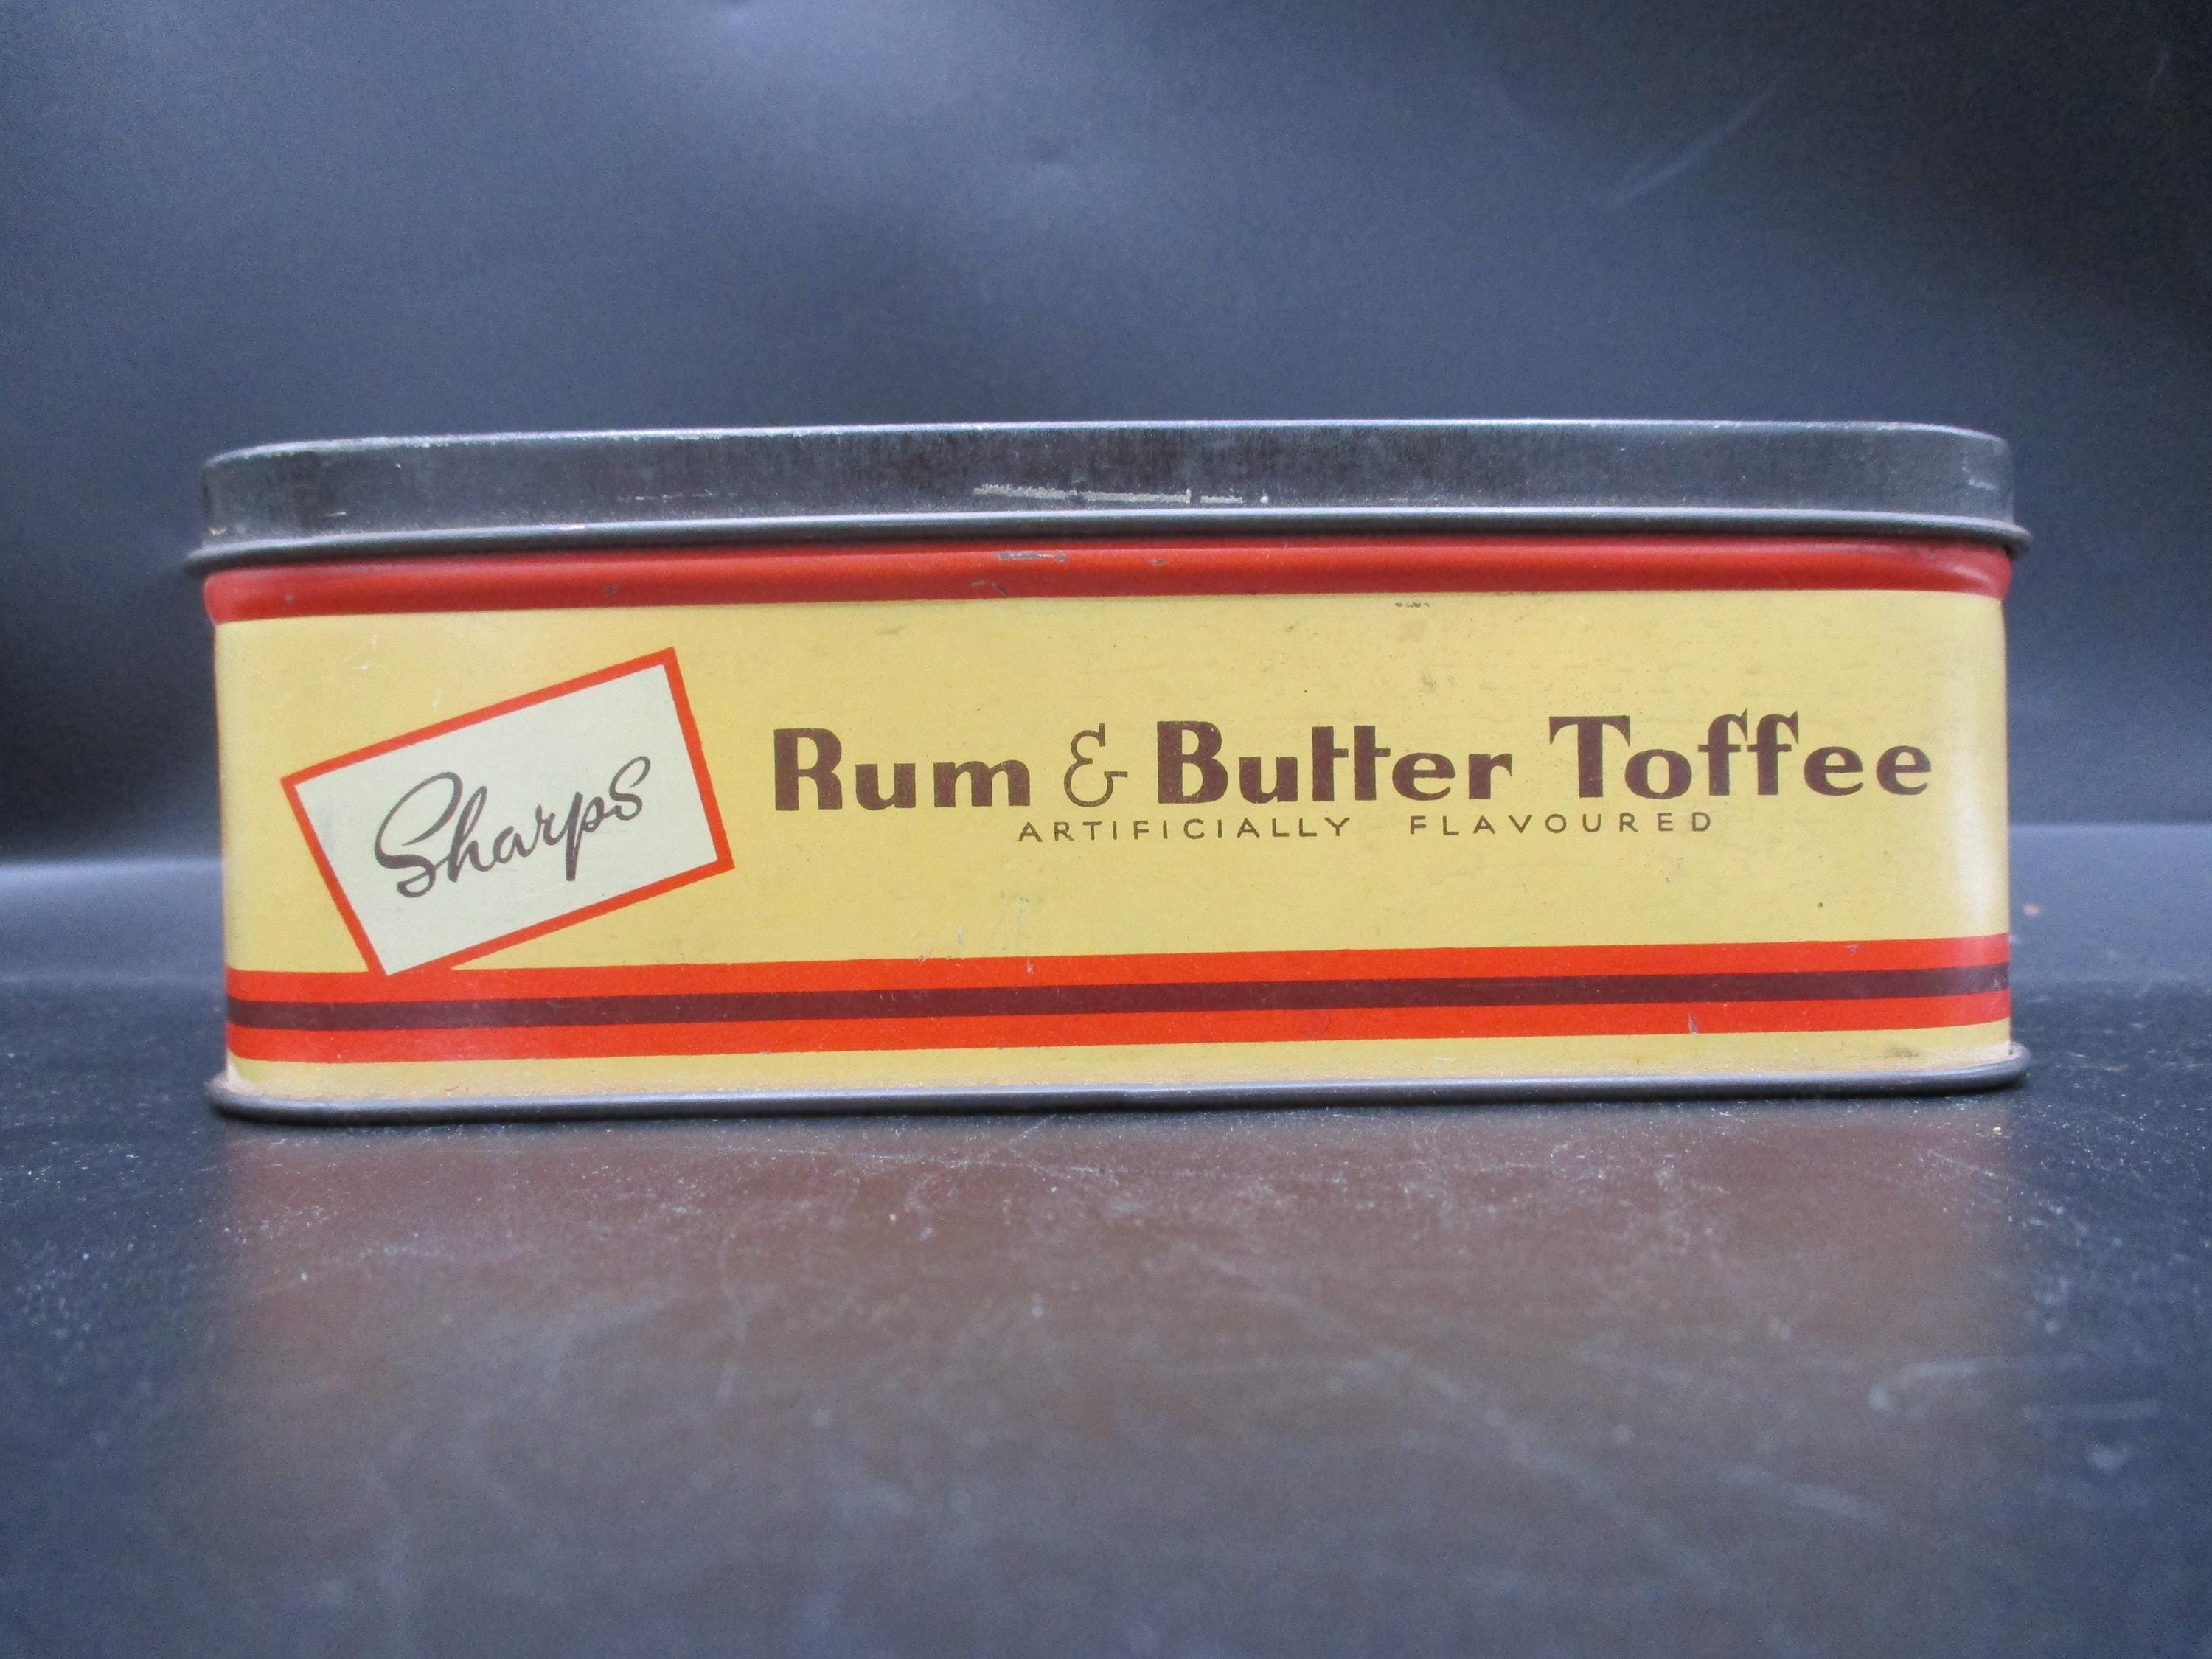 Sharps
Rum & Butter Toffee
ARTIFICIALLY FLAVOURED